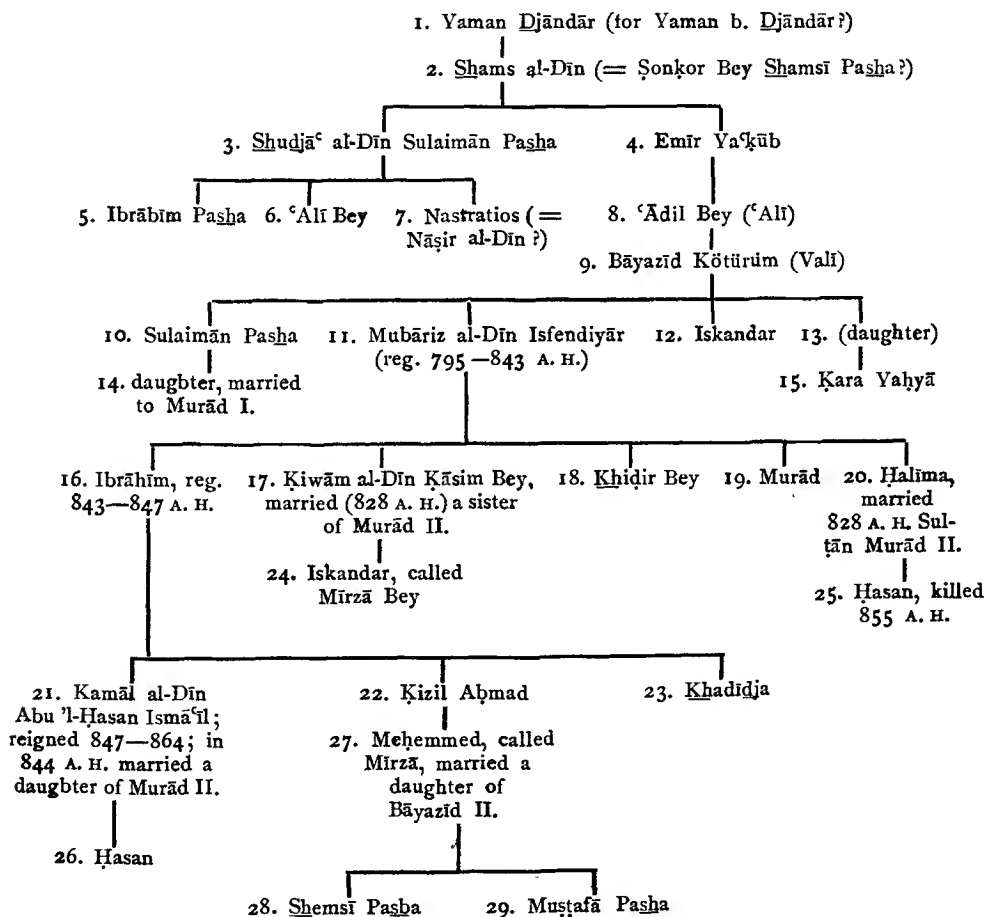 1. Yaman Djāndār (for Yaman b. Djāndār?)
2. Shams al-Dīn (= Ṣonḳor Bey Shamsī Pasha?)
3. Shudjāʿ al-Dīn Sulaimān Pasha
4. Emīr Yaʿḳūb
5. Ibrābīm Pasha
6. ʿAlī Bey
7. Nastratios (=
Nāṣir al-Dīn?)
8. ʿĀdil Bey (ʿAlī)
9. Bāyazīd Kötürüm (Valī)
10. Sulaimān Pasha
11. Mubāriz al-Dīn Isfendiyār
(reg. 795—843 A. H.)
12. Iskandar
13. (daughter)
14. daugbter, married
to Murād I.
15. Ḳara Yaḥyā
16. Ibrāhīm, reg.
843—847 A. H.
17. Ḳiwām al-Dīn Ḳāsim Bey,
married (828 A. H.) a sister
of Murād II.
18. Khiḍir Bey
19. Murād
20. Ḥalīma,
married
828 A. H. Sul-
ṭān Murād II.
24. Iskandar, called
Mīrzā Bey
25. Ḥasan, killed
855 A. H.
21. Kamāl al-Dīn
Abu 'l-Ḥasan Ismāʿīl;
reigned 847—864; in
844 A. H. married a
daugbter of Murād II.
22. Ḳizil Aḥmad
23. Khadīdja
27. Meḥemmed, called
Mīrzā, married a
daughter of
Bāyazīd II.
26. Ḥasan
28. Shemsī Pasba
29. Muṣṭafā Pasha